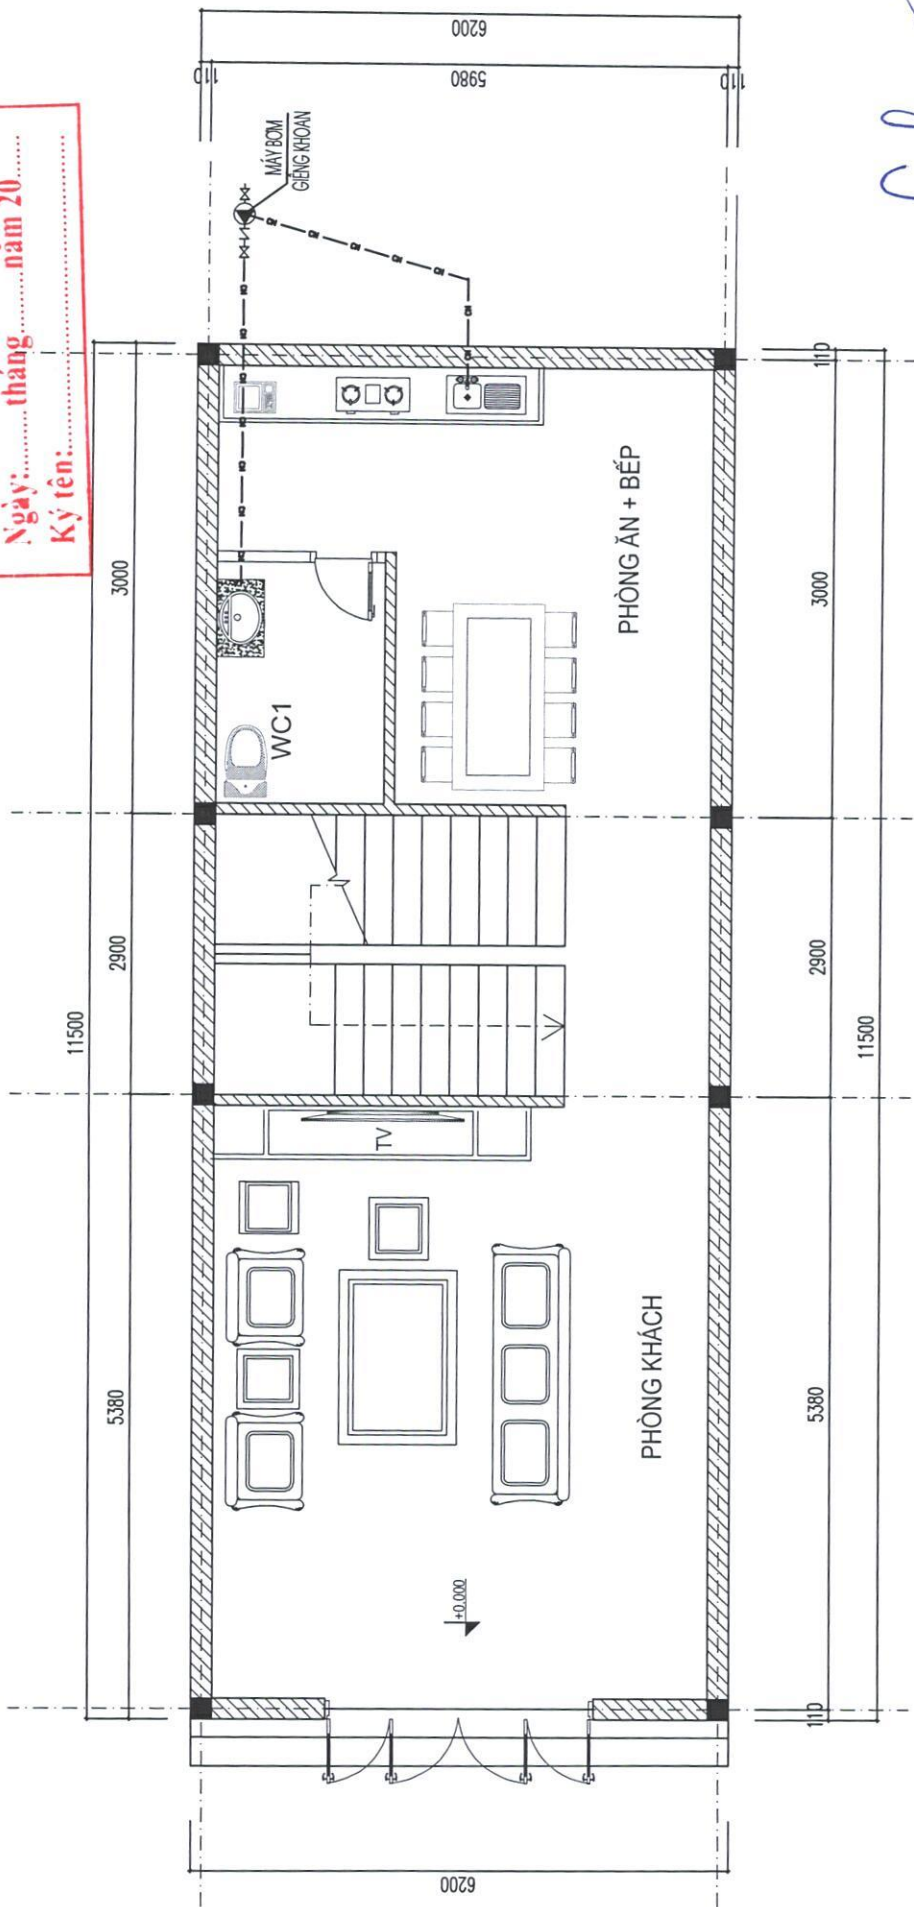 Ngày:......... tháng......... năm 20......
Ký tên:..........................................
6200
110
5980
110
MÁY BƠM
GIẾNG KHOAN
110
3000
3000
2900
2900
11500
11500
5380
5380
110
PHÒNG ĂN + BẾP
WC1
TV
PHÒNG KHÁCH
+0.000
6200